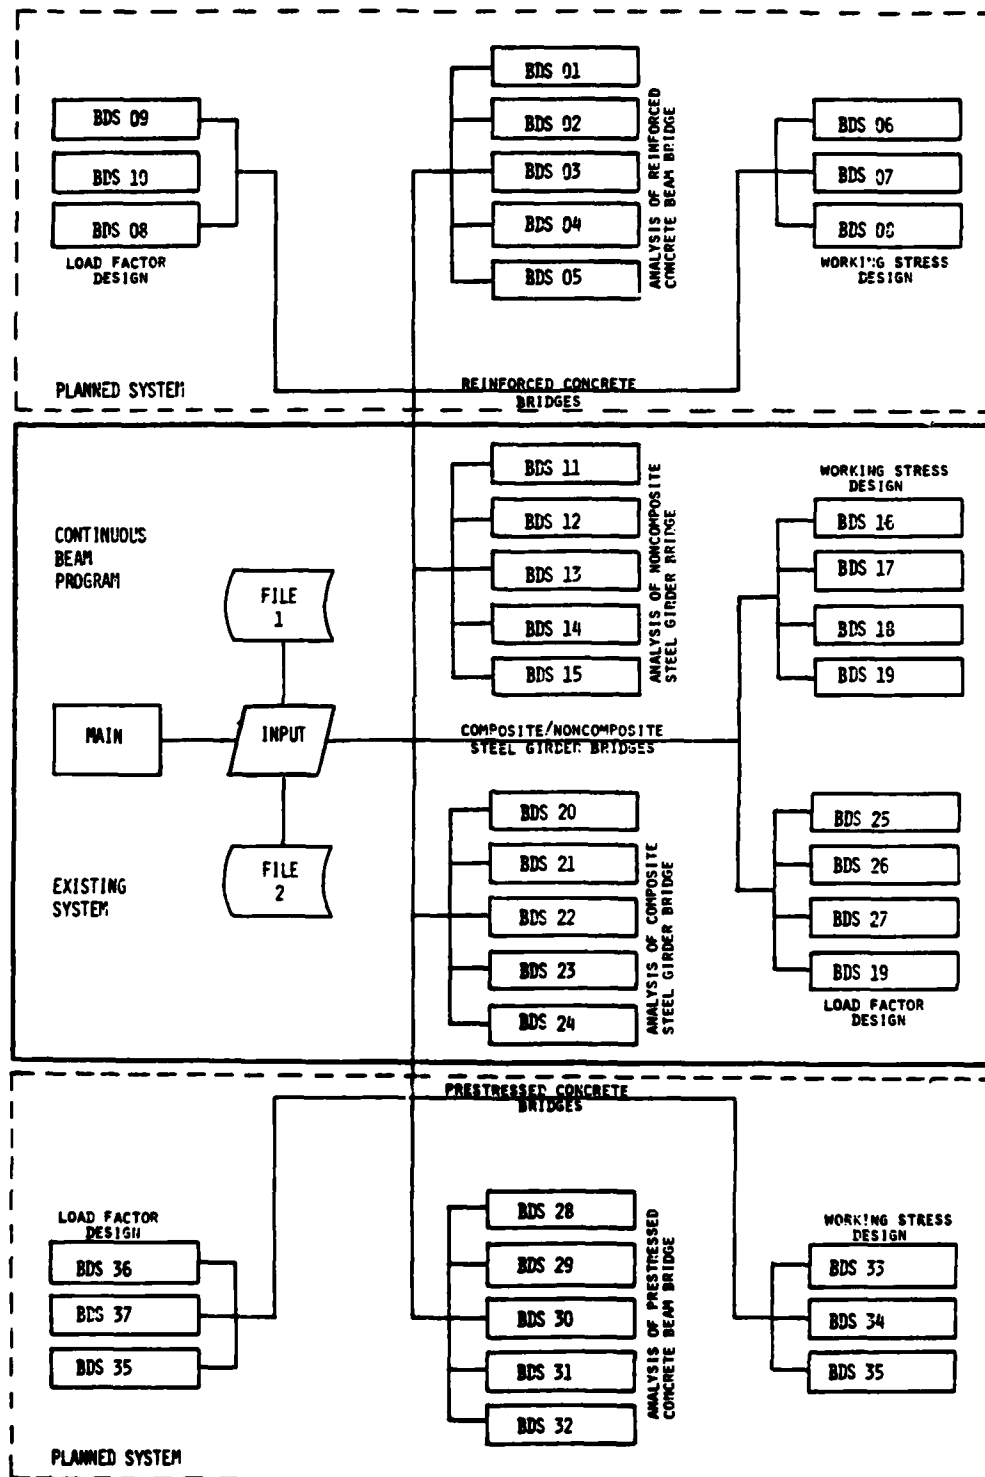 BDS 01
BDS 02
BDS 03
BDS 04
BDS 05
ANALYSIS OF REINFORCED
CONCRETE BEAM BRIDGE
BDS 09
BDS 10
BDS 08
LOAD FACTOR
DESIGN
BDS 06
BDS 07
BDS 08
WORKING STRESS
DESIGN
PLANNED SYSTEM
REINFORCED CONCRETE
BRIDGES
CONTINUOUS
BEAM
PROGRAM
FILE
1
MAIN
INPUT
FILE
2
EXISTING
SYSTEM
BDS 11
BDS 12
BDS 13
BDS 14
BDS 15
ANALYSIS OF NONCOMPOSITE
STEEL GIRDER BRIDGE
COMPOSITE/NONCOMPOSITE
STEEL GIRDER BRIDGES
BDS 20
BDS 21
BDS 22
BDS 23
BDS 24
ANALYSIS OF COMPOSITE
STEEL GIRDER BRIDGE
WORKING STRESS
DESIGN
BDS 16
BDS 17
BDS 18
BDS 19
BDS 25
BDS 26
BDS 27
BDS 19
LOAD FACTOR
DESIGN
PRESTRESSED CONCRETE
BRIDGES
LOAD FACTOR
DESIGN
BDS 36
BDS 37
BDS 35
BDS 28
BDS 29
BDS 30
BDS 31
BDS 32
ANALYSIS OF PRESTRESSED
CONCRETE BEAM BRIDGE
WORKING STRESS
DESIGN
BDS 33
BDS 34
BDS 35
PLANNED SYSTEM